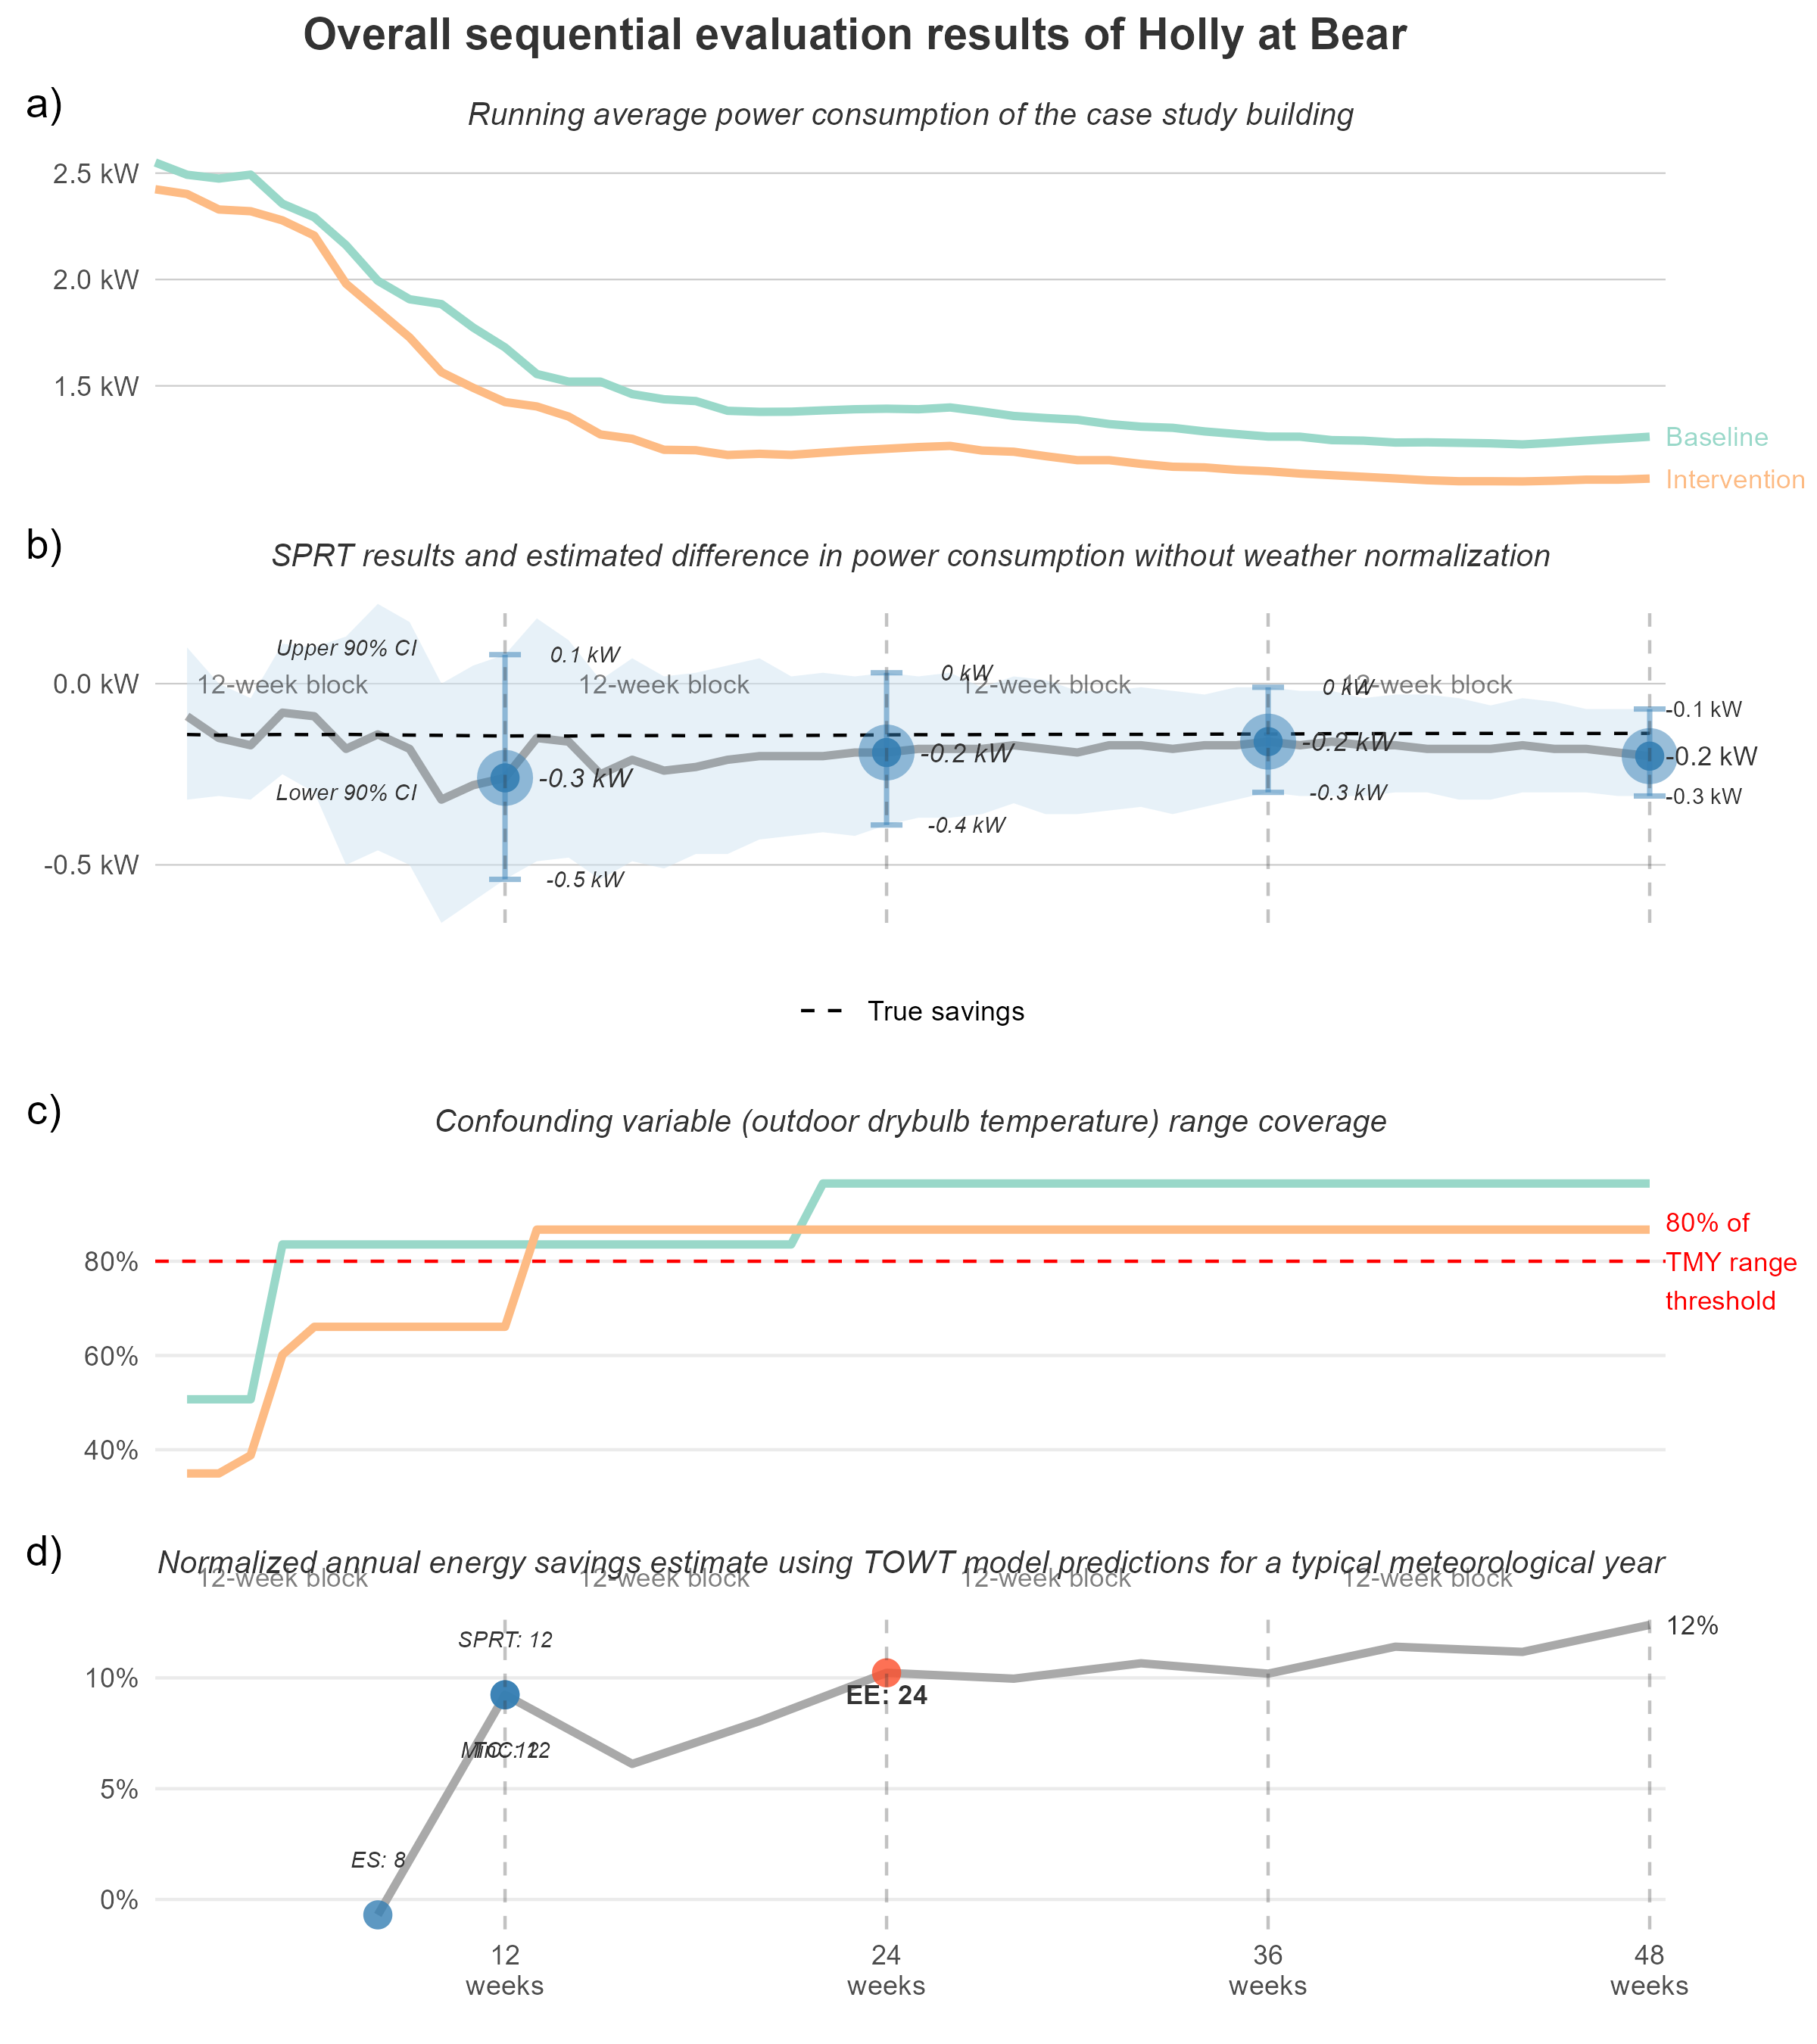 Overall sequential evaluation results of Holly at Bear
a)
Running average power consumption of the case study building
2.5 kW
2.0 kW
1.5 kW
Baseline
Intervention
b)
SPRT results and estimated difference in power consumption without weather normalization
Upper 90% CI
0.1 kW
0 kW
0 kW
0.0 kW
12-week block
12-week block
12-week block
12-week block
-0.1 kW
-0.3 kW
-0.2 kW
-0.2 kW
-0.2 kW
Lower 90% CI
-0.4 kW
-0.3 kW
-0.3 kW
-0.5 kW
-0.5 kW
True savings
c)
Confounding variable (outdoor drybulb temperature) range coverage
80%
60%
40%
80% of
TMY range
threshold
d)
Normalized annual energy savings estimate using TOWT model predictions for a typical meteorological year
12-week block
12-week block
12-week block
12-week block
SPRT: 12
12%
10%
EE: 24
5%
ES: 8
0%
12
weeks
24
weeks
36
weeks
48
weeks